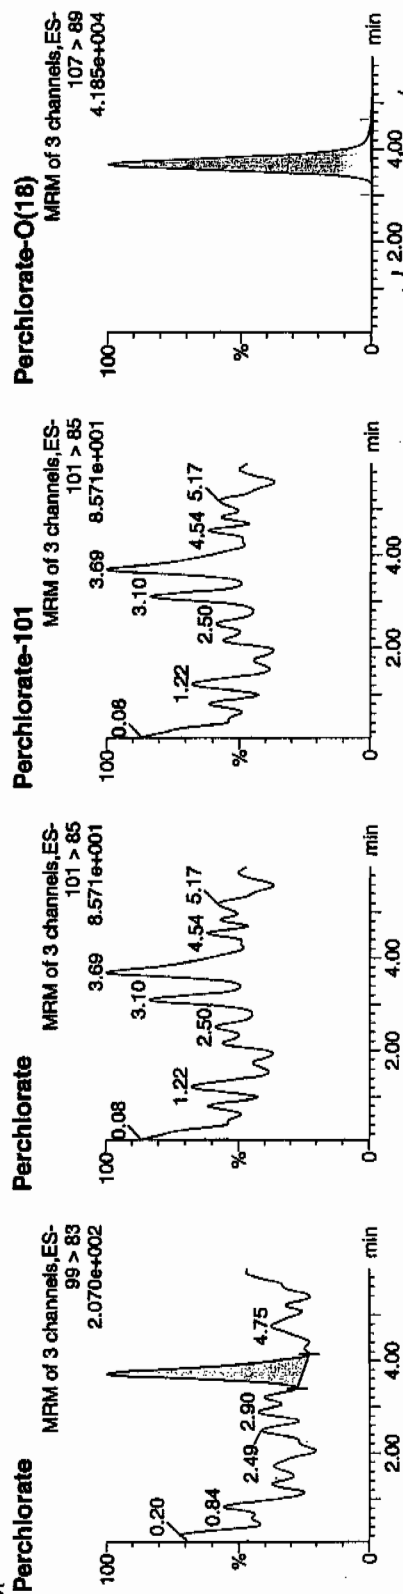 Perchlorate
MRM of 3 channels,ES-
99 > 83
2.070e+002
100
%
0
0.20
0.84
2.49
2.90
4.75
2.00
4.00
min
Perchlorate
MRM of 3 channels,ES-
101 > 85
8.571e+001
100
%
0
0.08
1.22
2.50
3.10
3.69
4.54
5.17
2.00
4.00
min
Perchlorate-101
MRM of 3 channels,ES-
101 > 85
8.571e+001
100
%
0
0.08
1.22
2.50
3.10
3.69
4.54
5.17
2.00
4.00
min
Perchlorate-O(18)
MRM of 3 channels,ES-
107 > 89
4.185e+004
100
%
0
2.00
4.00
min